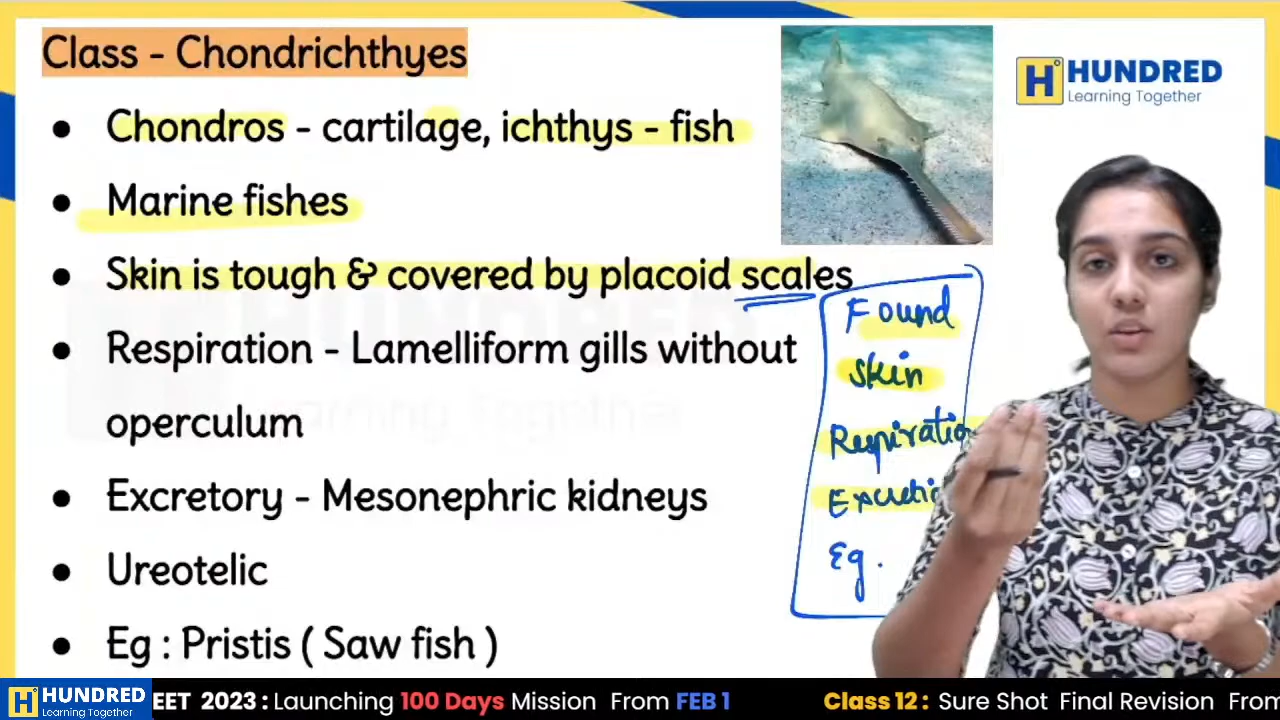 Class - Chondrichthyes
● Chondros - cartilage, ichthys - fish
● Marine fishes
● Skin is tough & covered by placoid scales
● Respiration - Lamelliform gills without
operculum
● Excretory - Mesonephric kidneys
● Ureotelic
● Eg : Pristis ( Saw fish )
H HUNDRED
Learning Together
Found
Skin
Eg.
H HUNDRED
Learning Together
EET 2023 : Launching 100 Days Mission From FEB 1 Class 12 : Sure Shot Final Revision